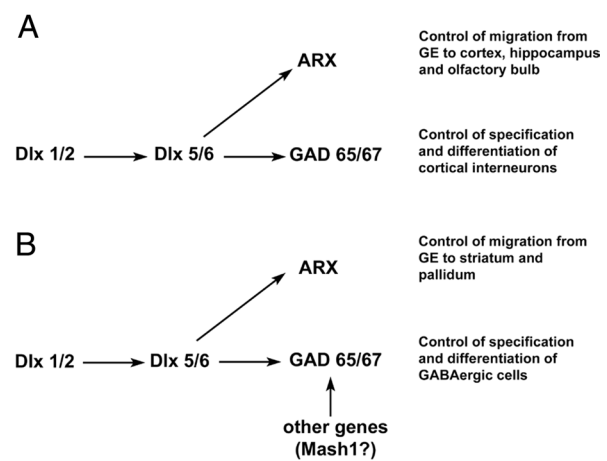 A
ARX
Control of migration from
GE to cortex, hippocampus
and olfactory bulb
Dlx 1/2
Dlx 5/6
GAD 65/67
Control of specification
and differentiation of
cortical interneurons
B
ARX
Control of migration from
GE to striatum and
pallidum
Dlx 1/2
Dlx 5/6
GAD 65/67
Control of specification
and differentiation of
GABAergic cells
other genes
(Mash1?)